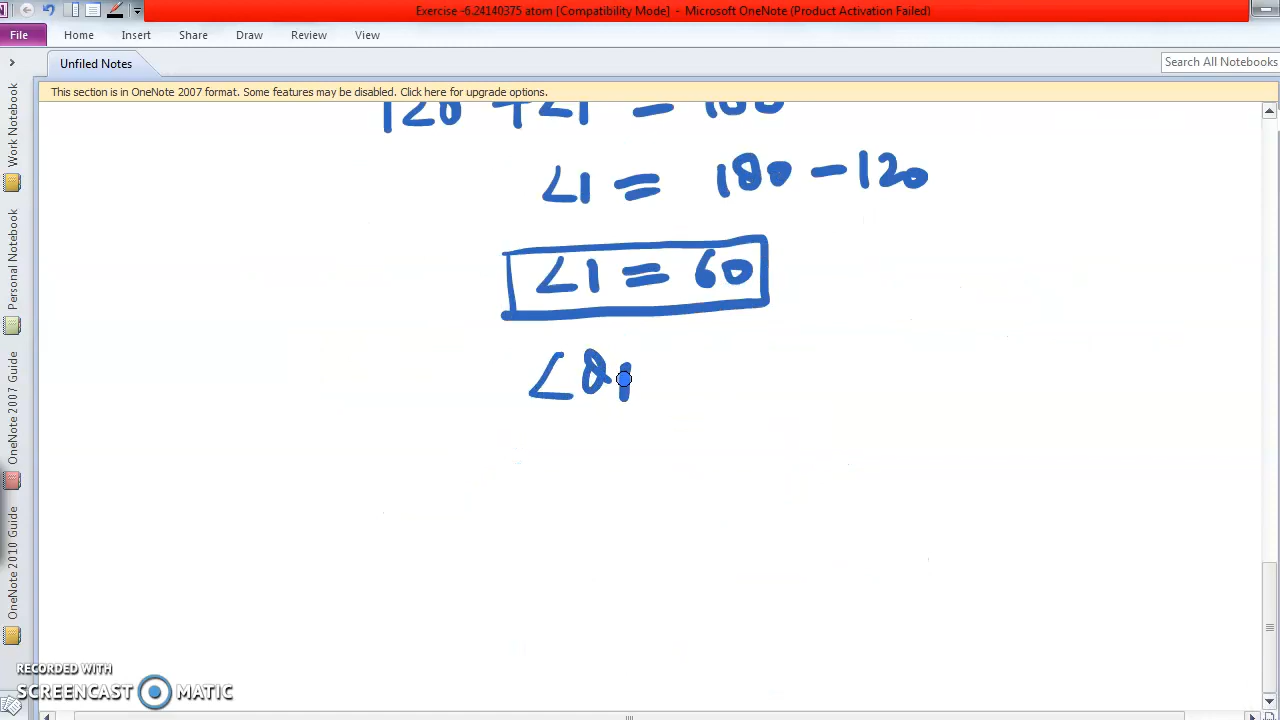 Exercise -6.24140375 atom [Compatibility Mode] - Microsoft OneNote (Product Activation Failed)
File Home Insert Share Draw Review View
Unfiled Notes
Search All Notebooks
This section is in OneNote 2007 format. Some features may be disabled. Click here for upgrade options.
Work Notebook
Personal Notebook
OneNote 2007 Guide
OneNote 2010 Guide
120 + ∠1 = 180
∠1 = 180 - 120
∠1 = 60
∠
RECORDED WITH
SCREENCAST MATIC